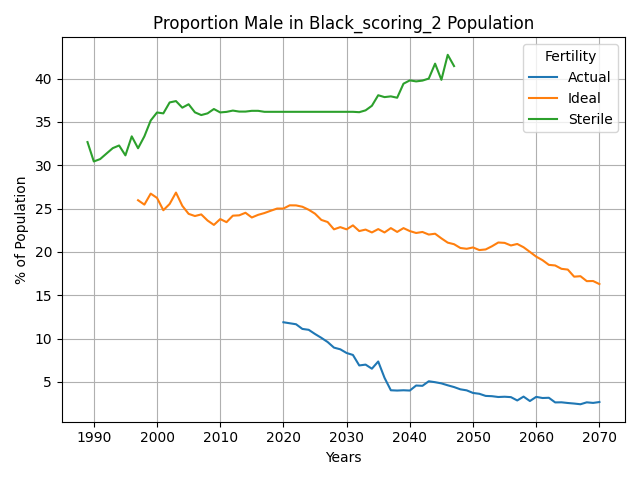 Proportion Male in Black_scoring_2 Population
Fertility
Actual
Ideal
Sterile
% of Population
40
35
30
25
20
15
10
5
1990 2000 2010 2020 2030 2040 2050 2060 2070
Years